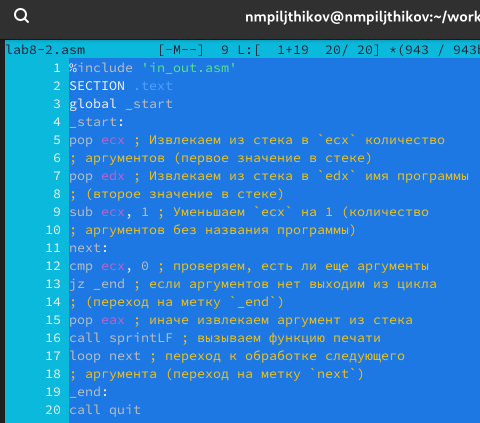 nmpiljthikov@nmpiljthikov:~/work
lab8-2.asm [-M--] 9 L:[ 1+19 20/ 20] *(943 / 943b
1 %include 'in_out.asm'
2 SECTION .text
3 global _start
4 _start:
5 pop ecx ; Извлекаем из стека в `ecx` количество
6 ; аргументов (первое значение в стеке)
7 pop edx ; Извлекаем из стека в `edx` имя программы
8 ; (второе значение в стеке)
9 sub ecx, 1 ; Уменьшаем `ecx` на 1 (количество
10 ; аргументов без названия программы)
11 next:
12 cmp ecx, 0 ; проверяем, есть ли еще аргументы
13 jz _end ; если аргументов нет выходим из цикла
14 ; (переход на метку `_end`)
15 pop eax ; иначе извлекаем аргумент из стека
16 call sprintLF ; вызываем функцию печати
17 loop next ; переход к обработке следующего
18 ; аргумента (переход на метку `next`)
19 _end:
20 call quit